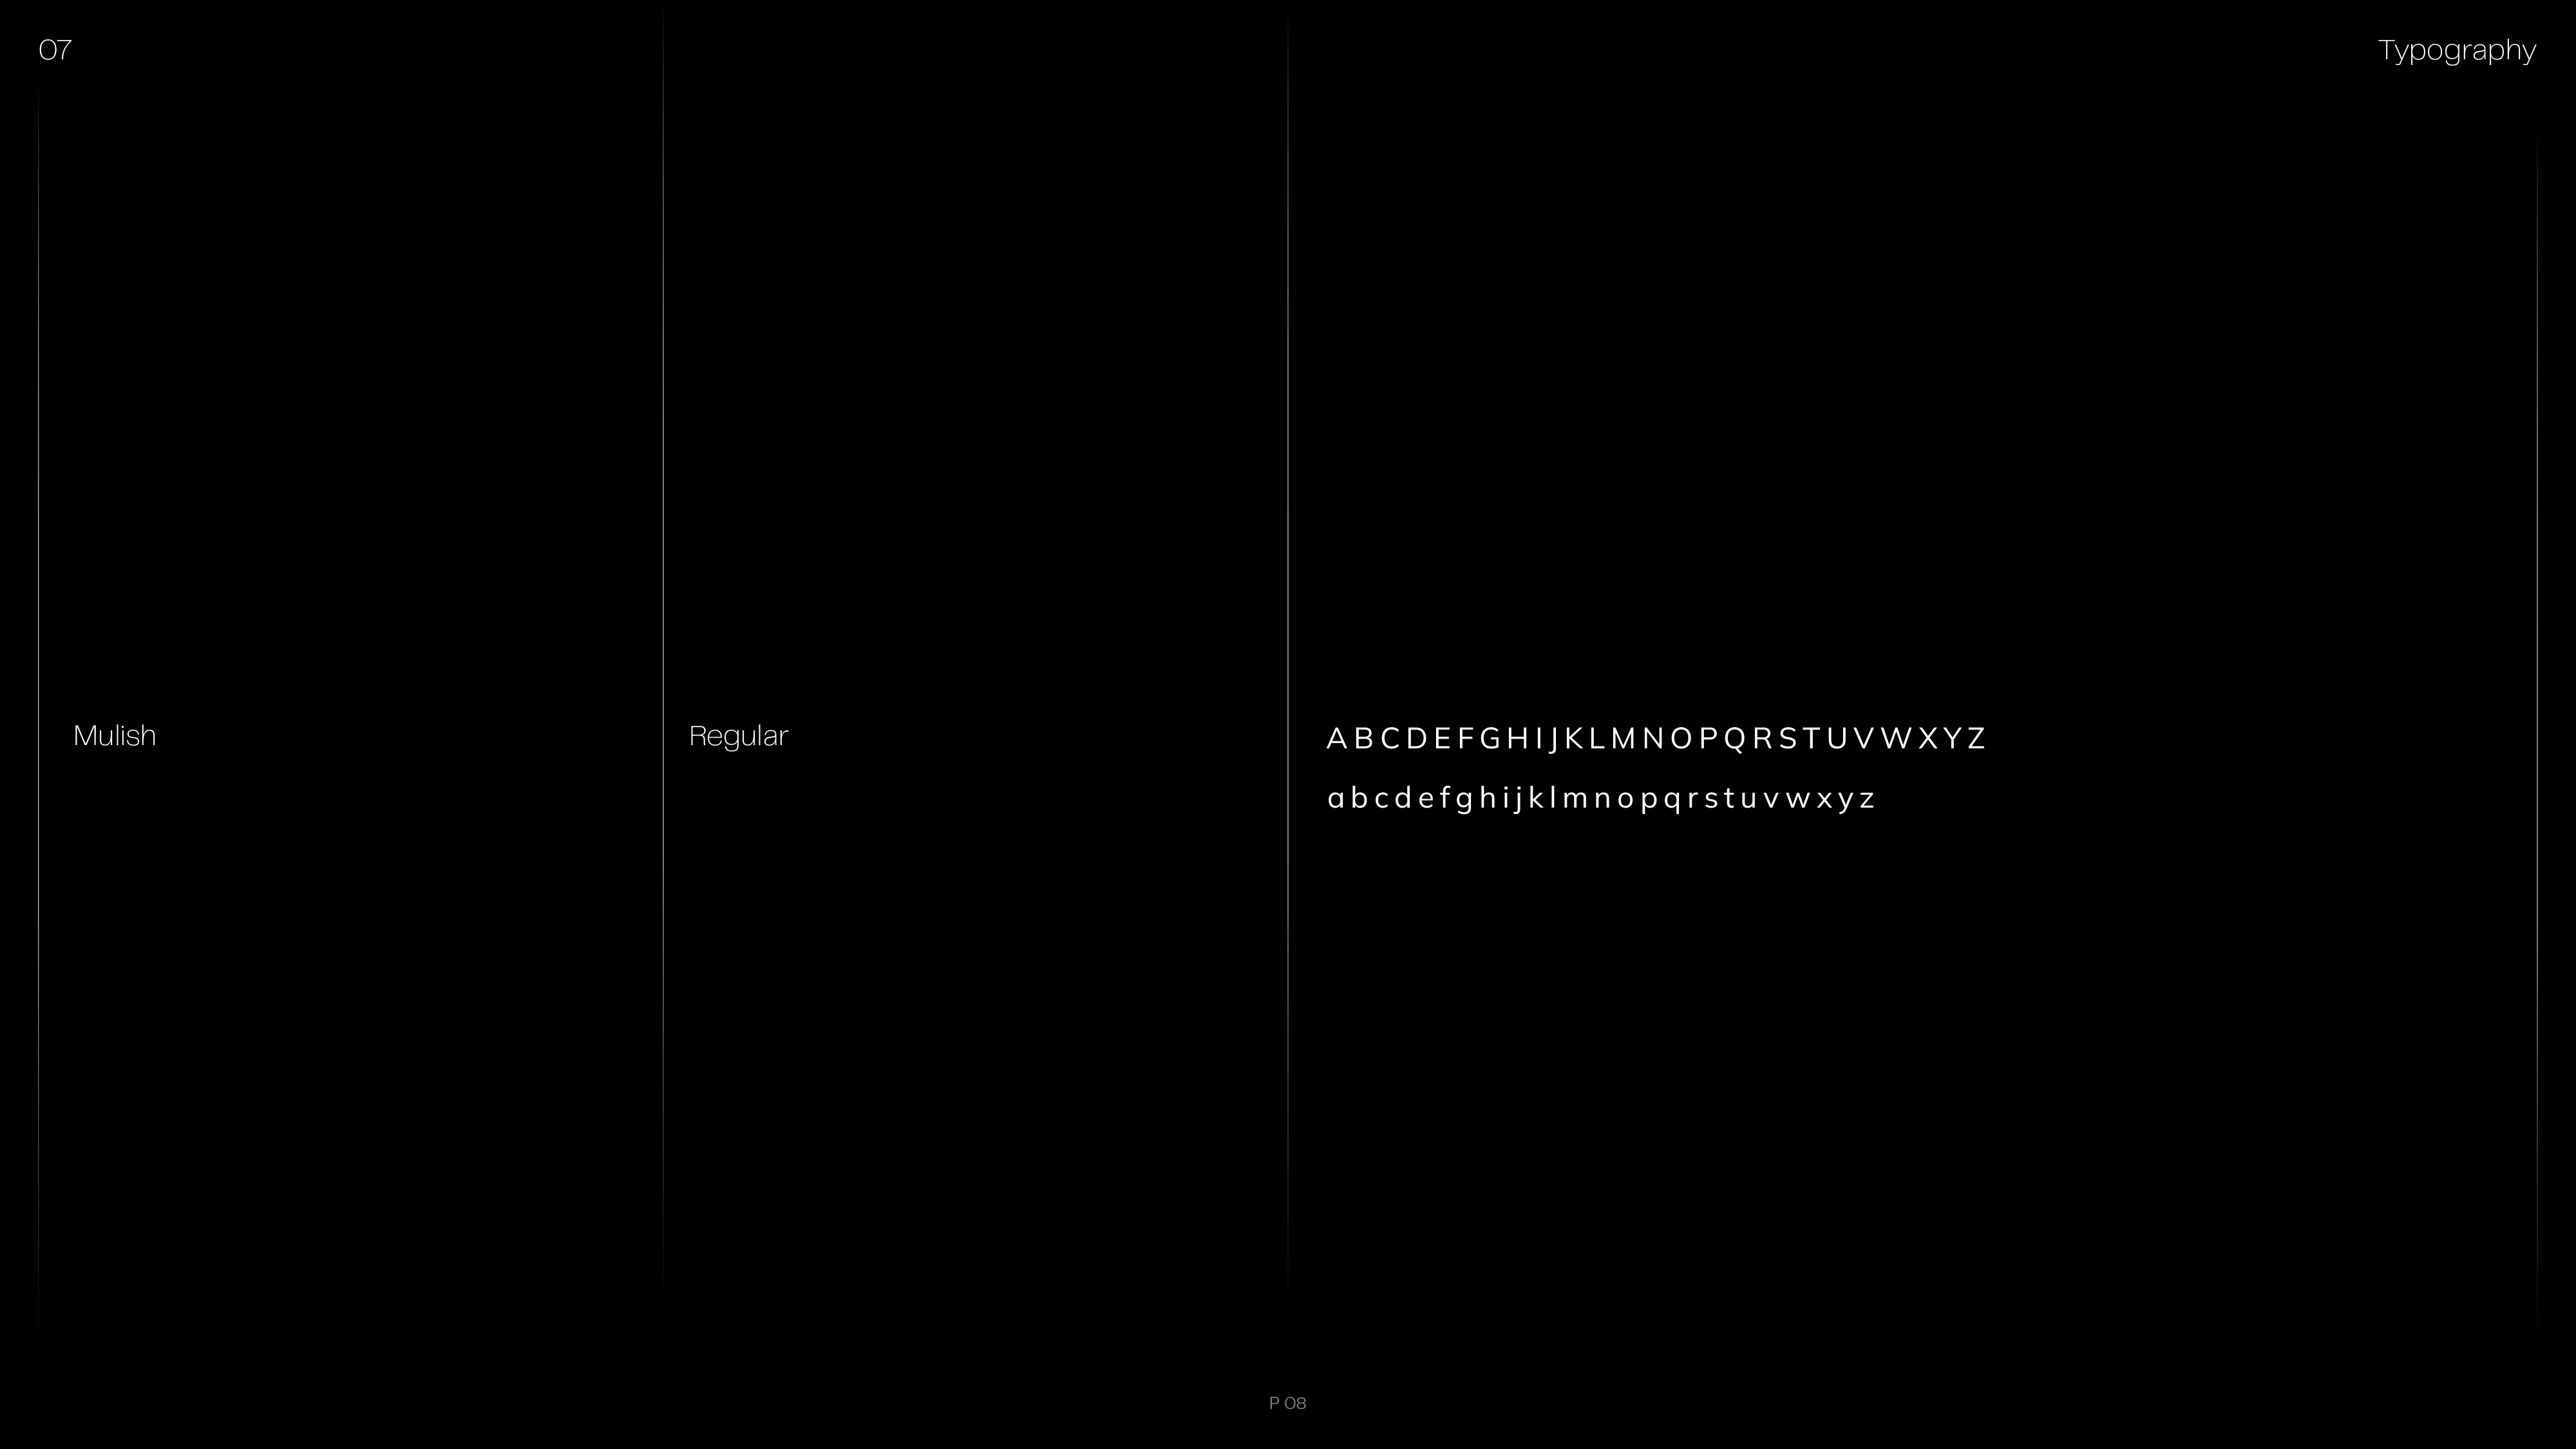 07
Typography
Mulish
Regular
A B C D E F G H I J K L M N O P Q R S T U V W X Y Z
a b c d e f g h i j k l m n o p q r s t u v w x y z
P 08